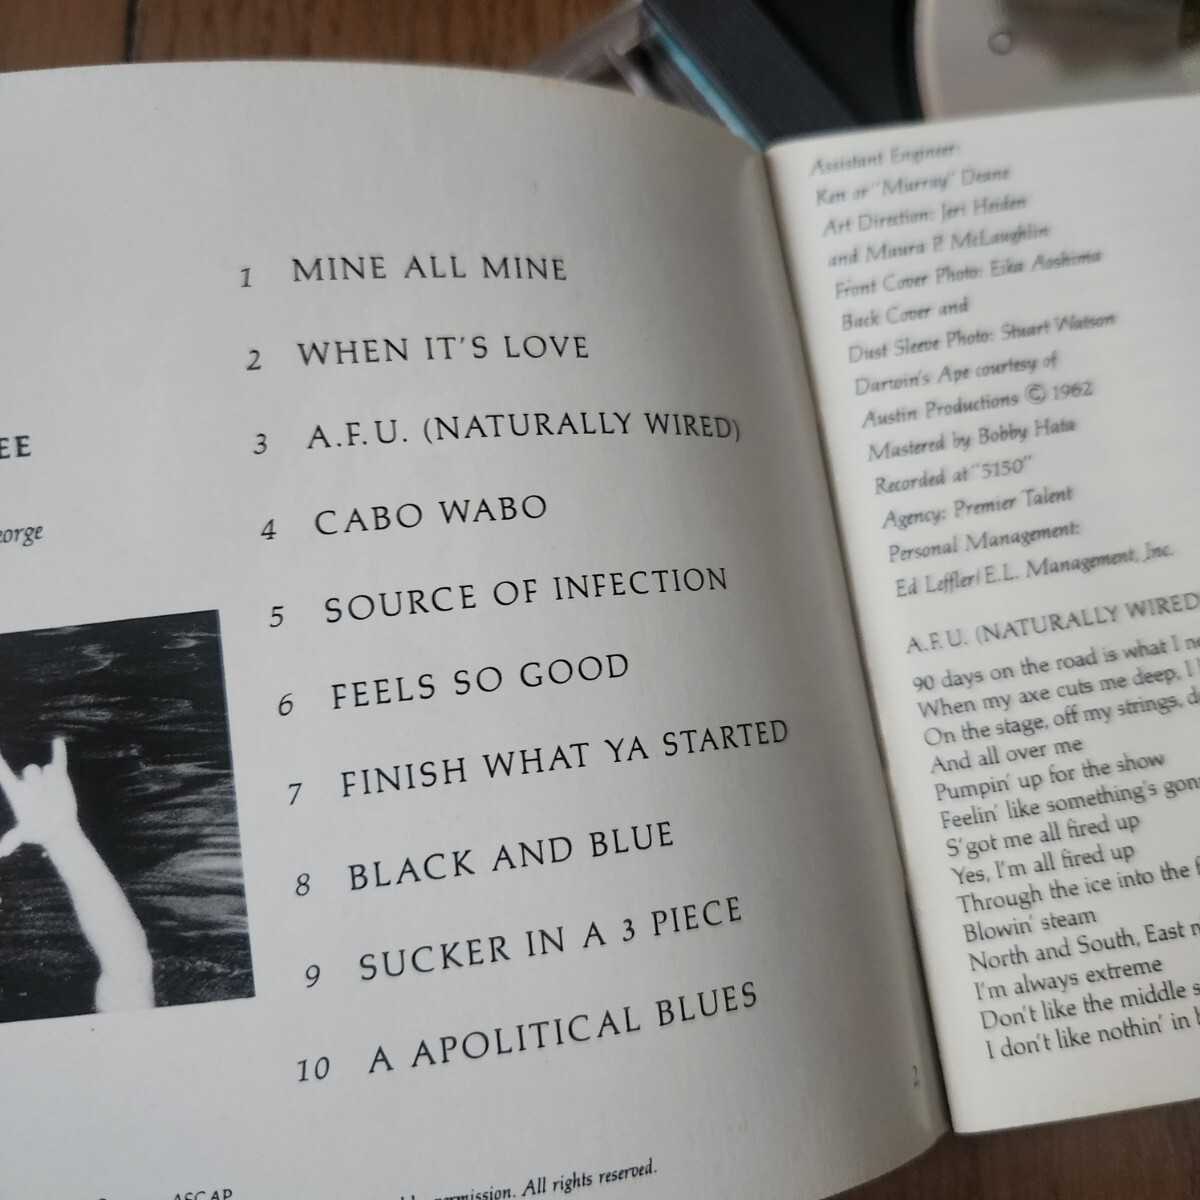 EE
eorge
1 MINE ALL MINE
2 WHEN IT'S LOVE
3 A.F.U. (NATURALLY WIRED)
4 CABO WABO
5 SOURCE OF INFECTION
6 FEELS SO GOOD
7 FINISH WHAT YA STARTED
8 BLACK AND BLUE
9 SUCKER IN A 3 PIECE
10 A APOLITICAL BLUES
2
ASCAP
permission. All rights reserved.
Assistant Engineer:
Ken or "Murray" Deane
Art Direction: Jeri Heiden
and Maura P. McLaughlin
Front Cover Photo: Eika Aoshima
Back Cover and
Dust Sleeve Photo: Stuart Watson
Darwin's Ape courtesy of
Austin Productions © 1962
Mastered by Bobby Hata
Recorded at "5150"
Agency: Premier Talent
Personal Management:
Ed Leffler/E.L. Management, Inc.
A.F.U. (NATURALLY WIRED)
90 days on the road is what I ne
When my axe cuts me deep, I
On the stage, off my strings, d
And all over me
Pumpin' up for the show
Feelin' like something's gon
S'got me all fired up
Yes, I'm all fired up
Through the ice into the f
Blowin' steam
North and South, East
I'm always extreme
Don't like the middle s
I don't like nothin' in